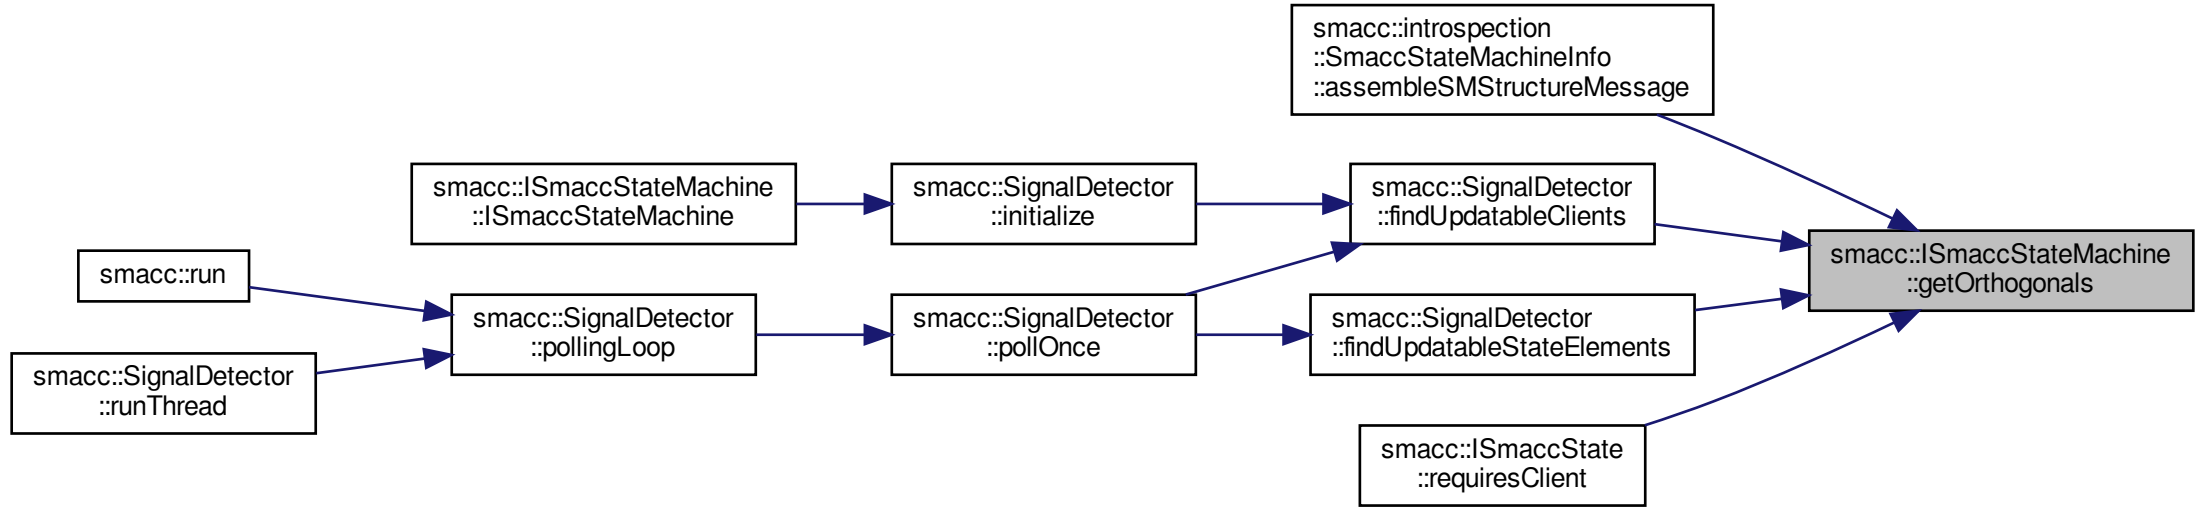 smacc::introspection
::SmaccStateMachineInfo
::assembleSMStructureMessage
smacc::ISmaccStateMachine
::ISmaccStateMachine
smacc::SignalDetector
::initialize
smacc::SignalDetector
::findUpdatableClients
smacc::ISmaccStateMachine
::getOrthogonals
smacc::run
smacc::SignalDetector
::pollingLoop
smacc::SignalDetector
::pollOnce
smacc::SignalDetector
::findUpdatableStateElements
smacc::SignalDetector
::runThread
smacc::ISmaccState
::requiresClient